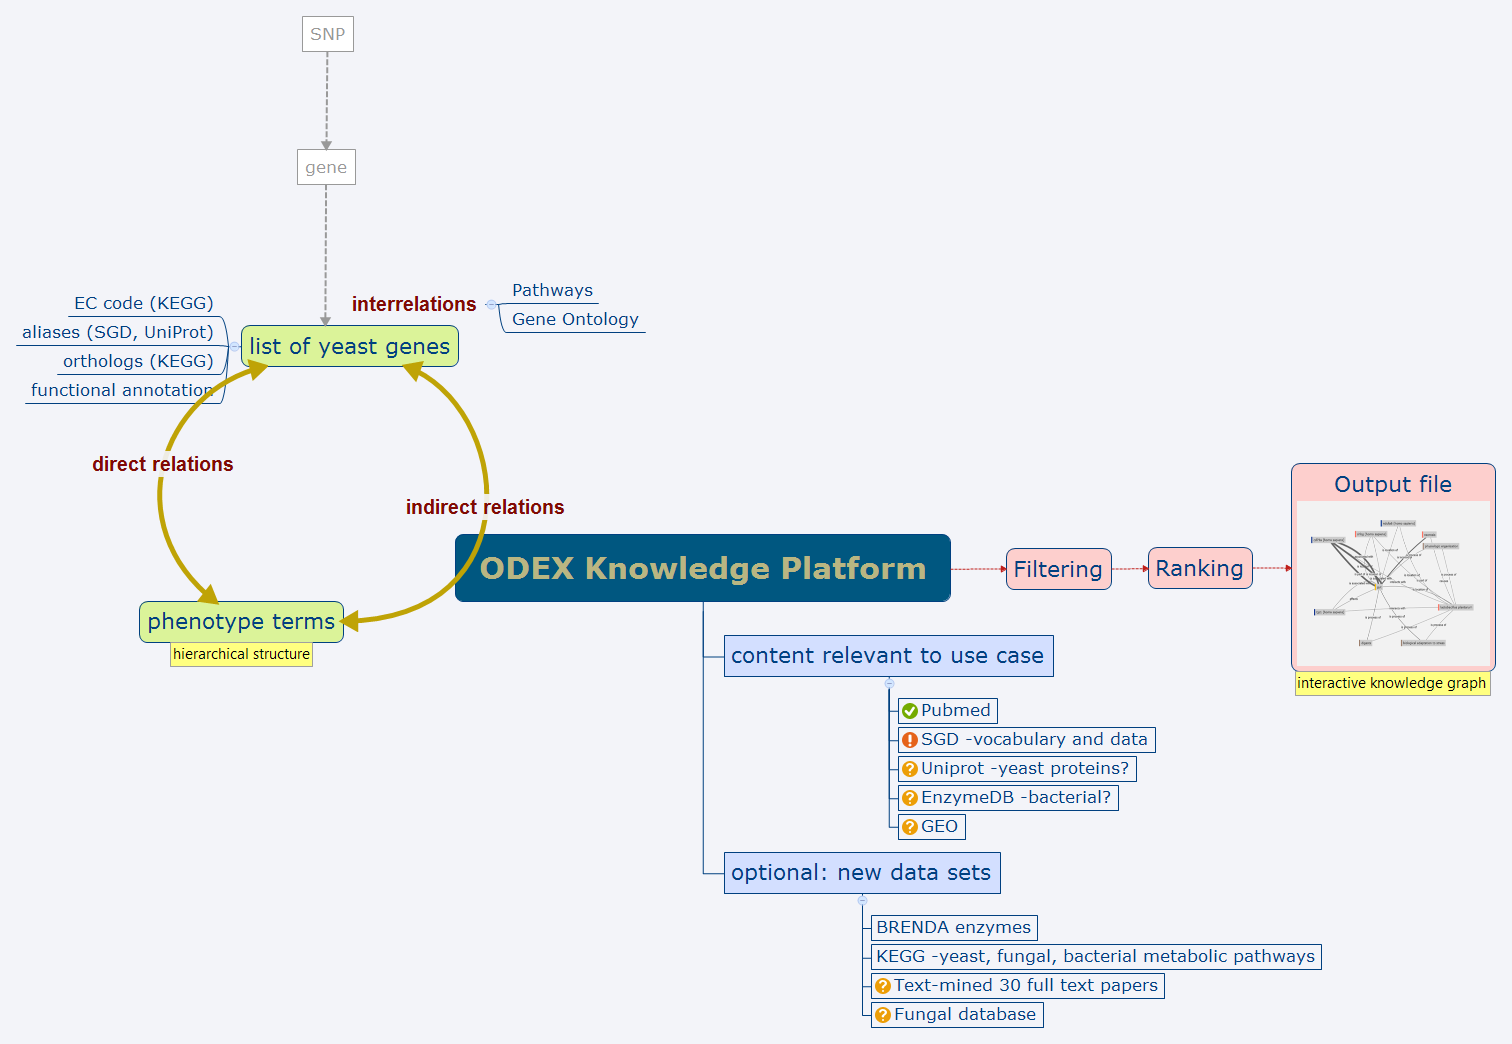 SNP
gene
interrelations
Pathways
Gene Ontology
EC code (KEGG)
aliases (SGD, UniProt)
orthologs (KEGG)
functional annotation
list of yeast genes
direct relations
indirect relations
phenotype terms
hierarchical structure
ODEX Knowledge Platform
Filtering
Ranking
Output file
interactive knowledge graph
content relevant to use case
Pubmed
SGD -vocabulary and data
Uniprot -yeast proteins?
EnzymeDB -bacterial?
GEO
optional: new data sets
BRENDA enzymes
KEGG -yeast, fungal, bacterial metabolic pathways
Text-mined 30 full text papers
Fungal database